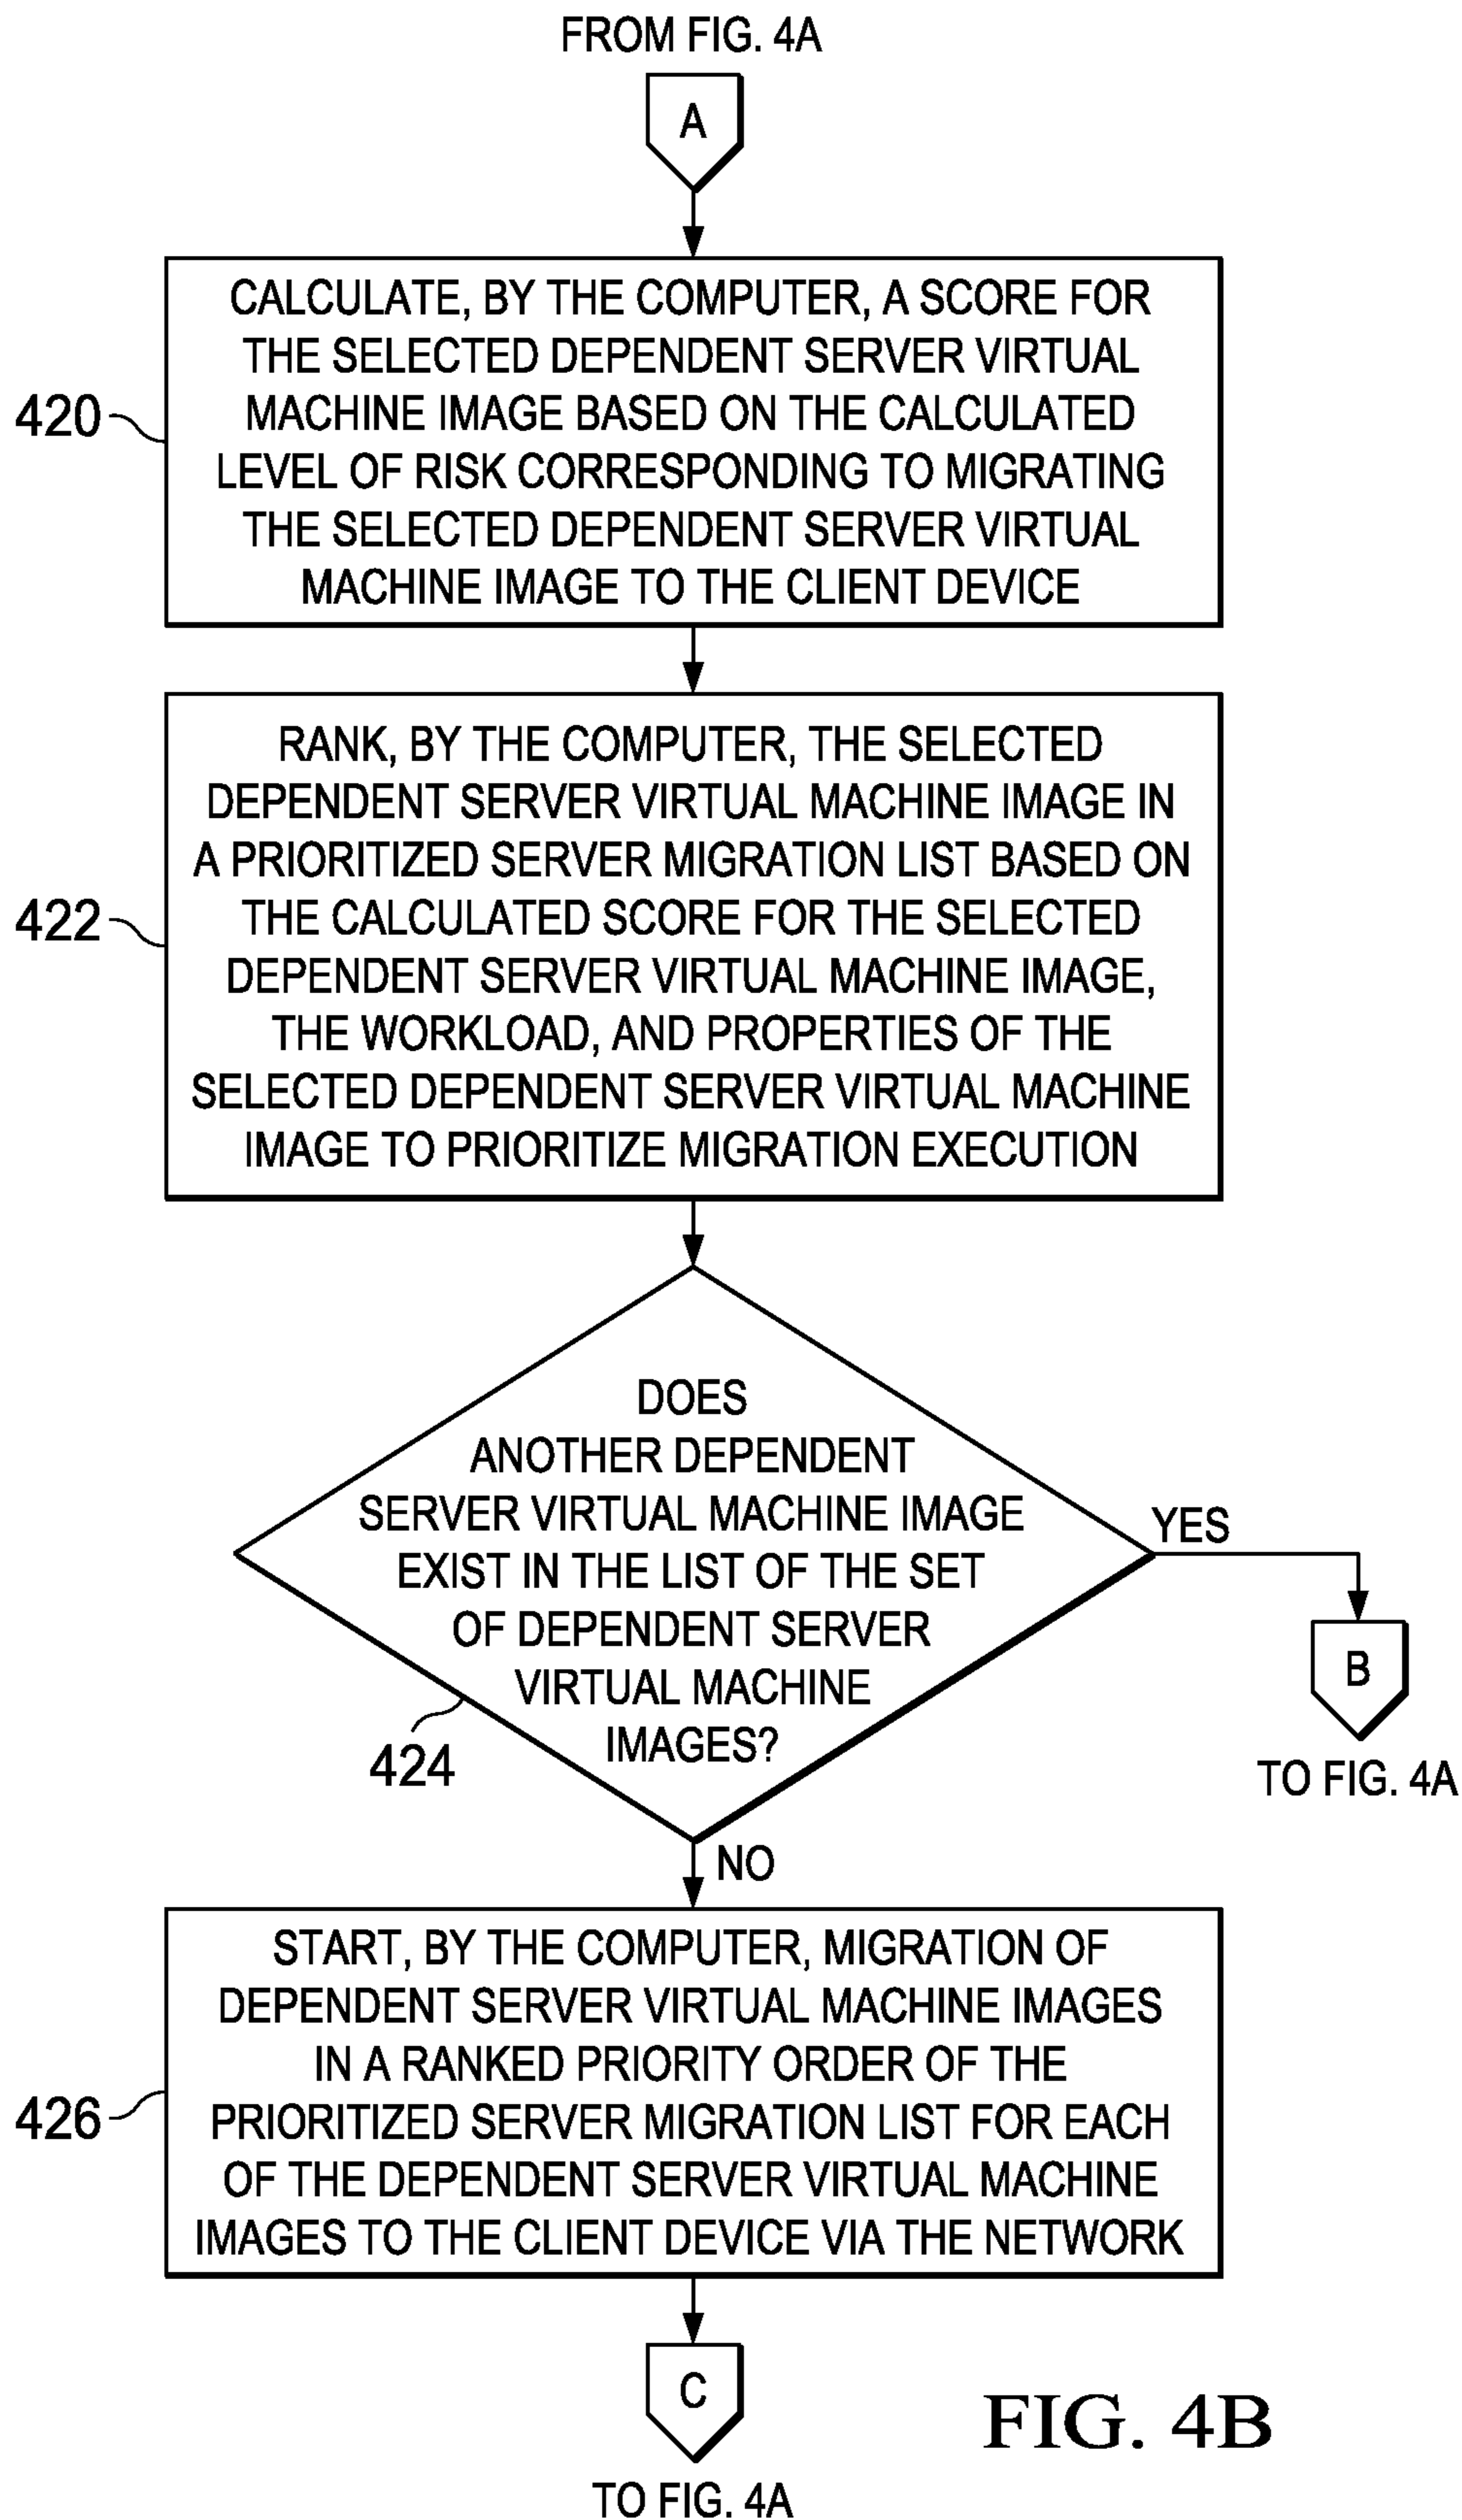 FROM FIG. 4A
A
CALCULATE, BY THE COMPUTER, A SCORE FOR
THE SELECTED DEPENDENT SERVER VIRTUAL
MACHINE IMAGE BASED ON THE CALCULATED
LEVEL OF RISK CORRESPONDING TO MIGRATING
THE SELECTED DEPENDENT SERVER VIRTUAL
MACHINE IMAGE TO THE CLIENT DEVICE
420
RANK, BY THE COMPUTER, THE SELECTED
DEPENDENT SERVER VIRTUAL MACHINE IMAGE IN
A PRIORITIZED SERVER MIGRATION LIST BASED ON
THE CALCULATED SCORE FOR THE SELECTED
DEPENDENT SERVER VIRTUAL MACHINE IMAGE,
THE WORKLOAD, AND PROPERTIES OF THE
SELECTED DEPENDENT SERVER VIRTUAL MACHINE
IMAGE TO PRIORITIZE MIGRATION EXECUTION
422
DOES
ANOTHER DEPENDENT
SERVER VIRTUAL MACHINE IMAGE
EXIST IN THE LIST OF THE SET
OF DEPENDENT SERVER
VIRTUAL MACHINE
IMAGES?
424
YES
B
TO FIG. 4A
NO
START, BY THE COMPUTER, MIGRATION OF
DEPENDENT SERVER VIRTUAL MACHINE IMAGES
IN A RANKED PRIORITY ORDER OF THE
PRIORITIZED SERVER MIGRATION LIST FOR EACH
OF THE DEPENDENT SERVER VIRTUAL MACHINE
IMAGES TO THE CLIENT DEVICE VIA THE NETWORK
426
C
TO FIG. 4A
FIG. 4B